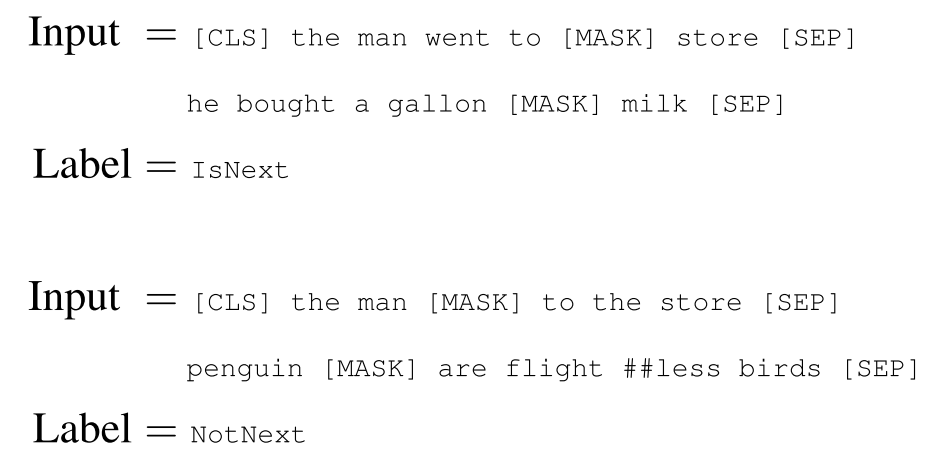 Input = [CLS] the man went to [MASK] store [SEP]
he bought a gallon [MASK] milk [SEP]
Label = IsNext
Input = [CLS] the man [MASK] to the store [SEP]
penguin [MASK] are flight ##less birds [SEP]
Label = NotNext